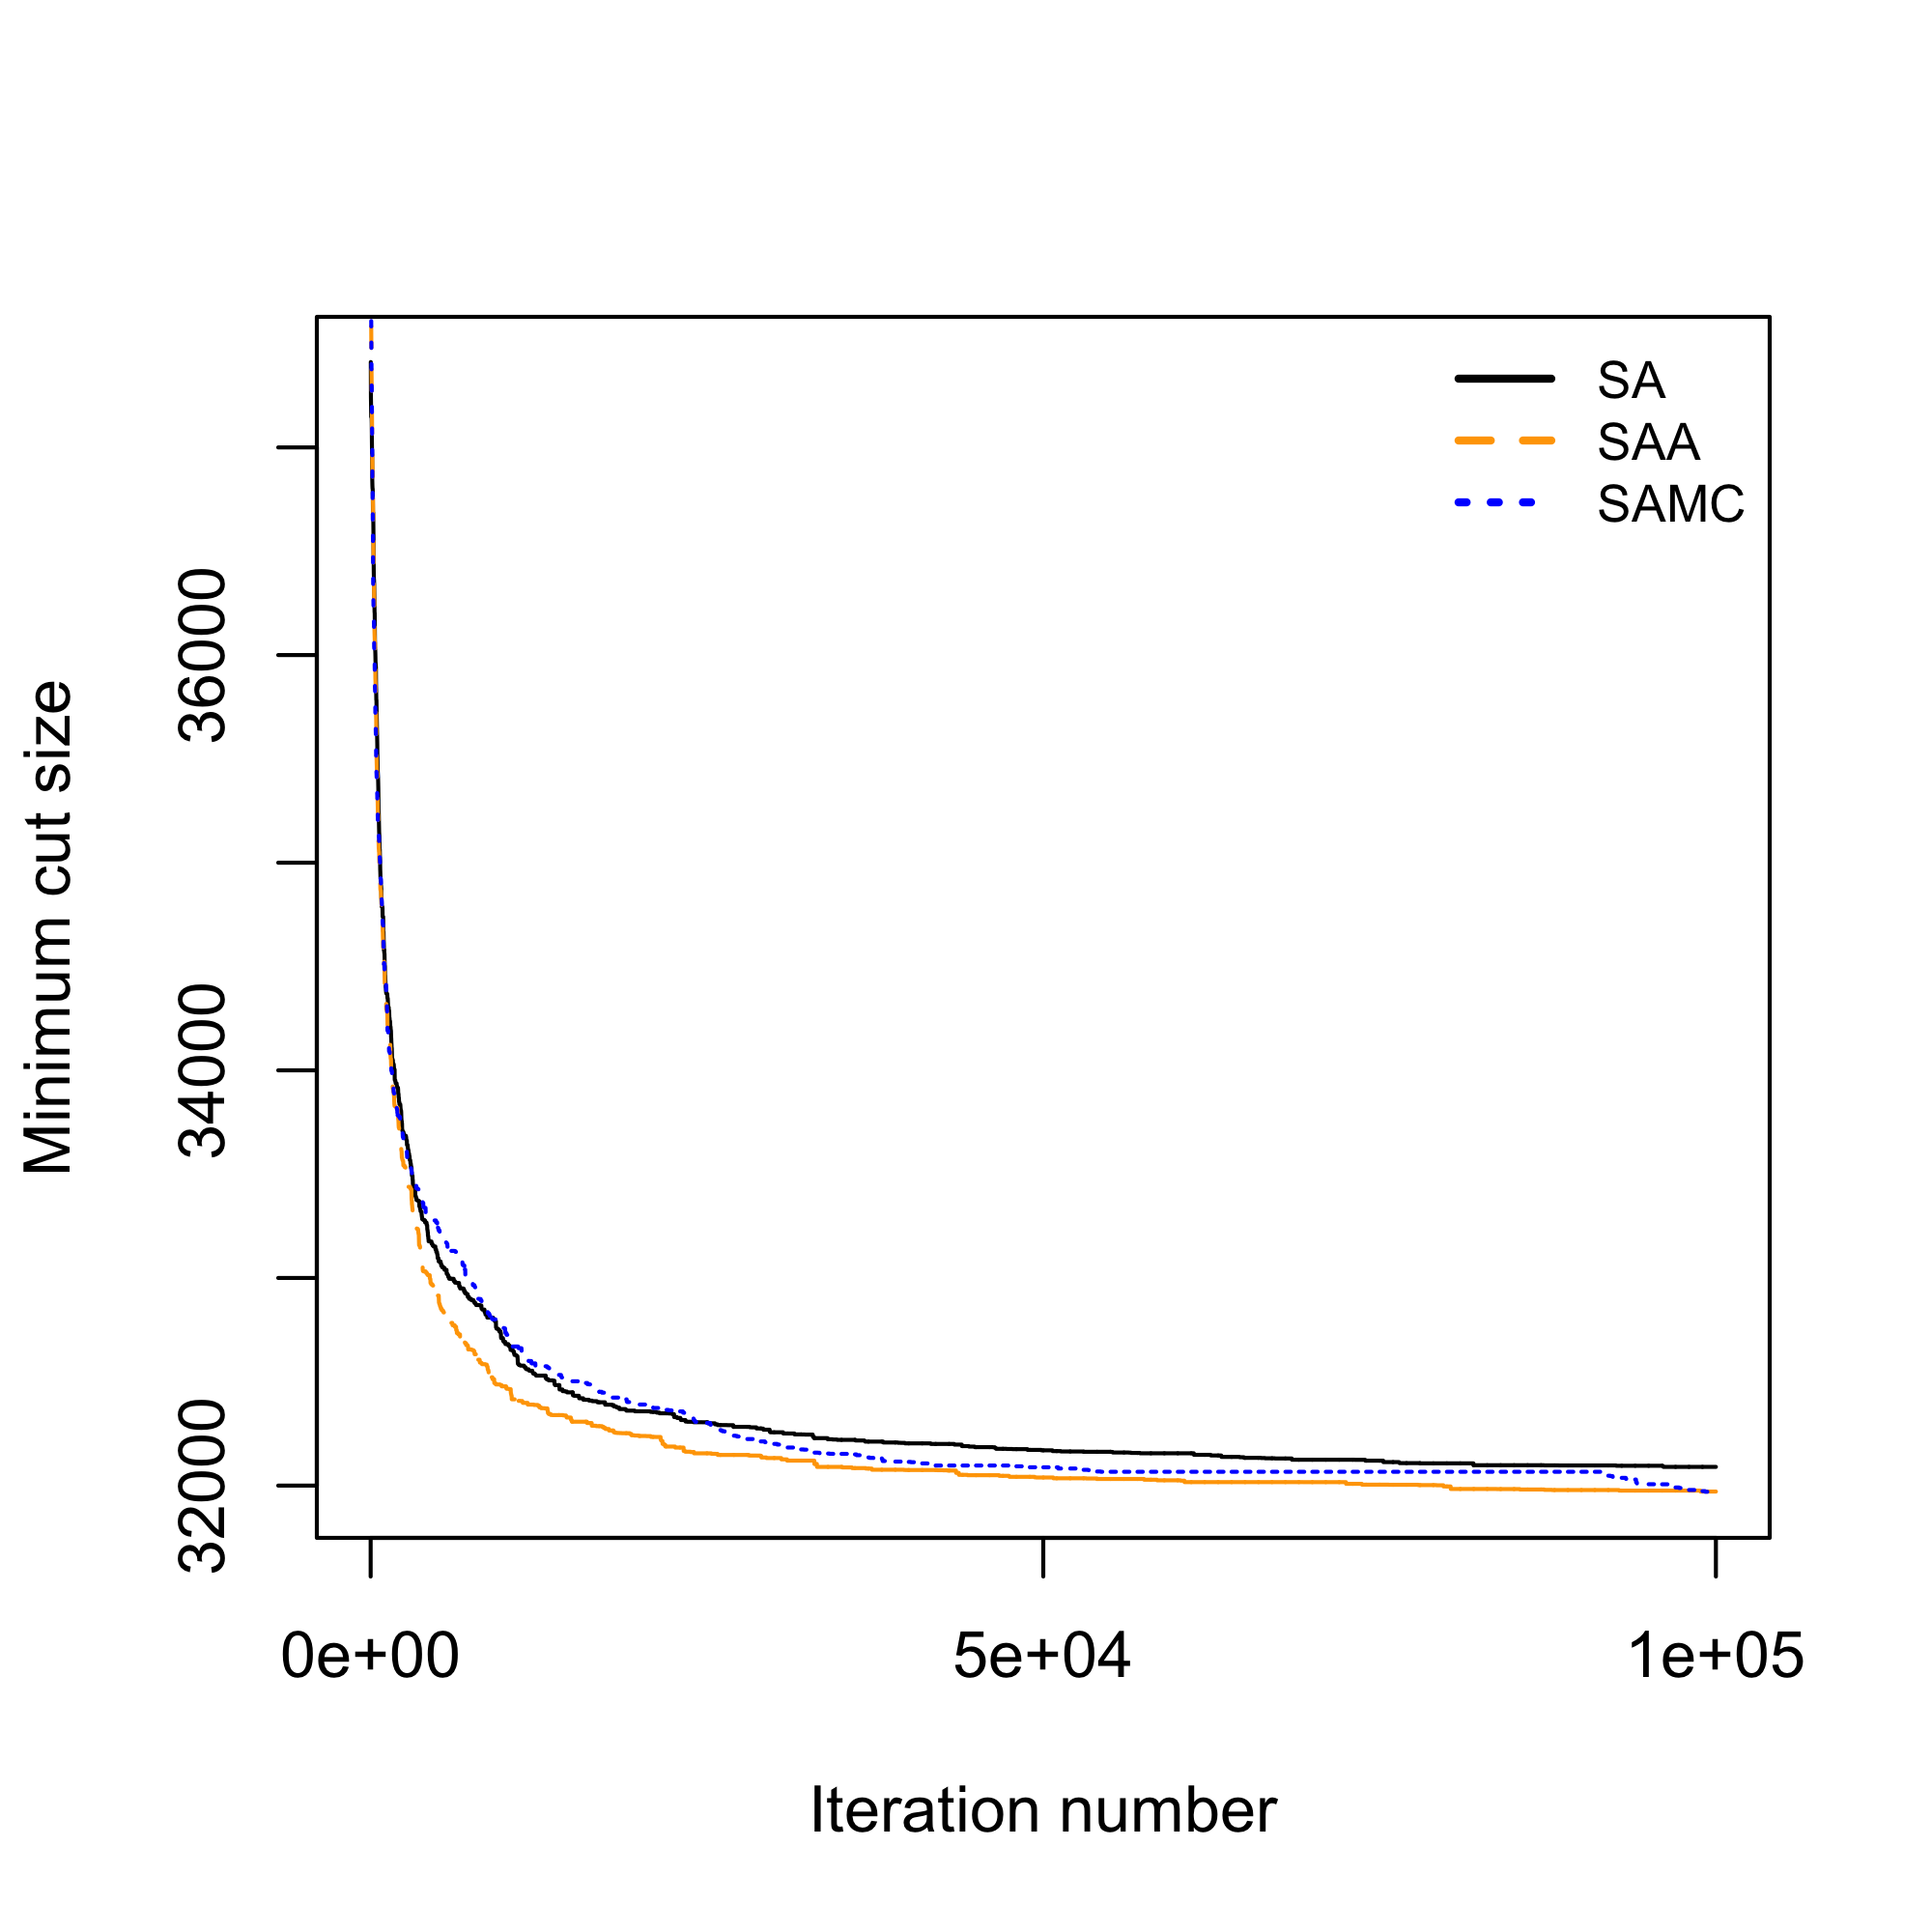 SA
SAA
SAMC
Minimum cut size
36000
34000
32000
0e+00 5e+04 1e+05
Iteration number